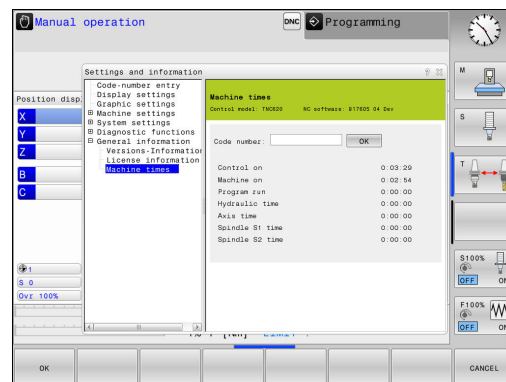 Manual operation
DNC
Programming
Settings and information
Position disp
X
Y
Z
B
C
1
S 0
Ovr 100%
Code-number entry
Display settings
Graphic settings
Machine settings
System settings
Diagnostic functions
General information
Versions-Information
License information
Machine times
Machine times
Control model: TNC620 NC software: 817605 04 Dev
Code number:
OK
Control on 0:03:29
Machine on 0:02:54
Program run 0:00:00
Hydraulic time 0:00:00
Axis time 0:00:00
Spindle S1 time 0:00:00
Spindle S2 time 0:00:00
M
S
T
S100%
OFF ON
F100%
OFF ON
OK
CANCEL